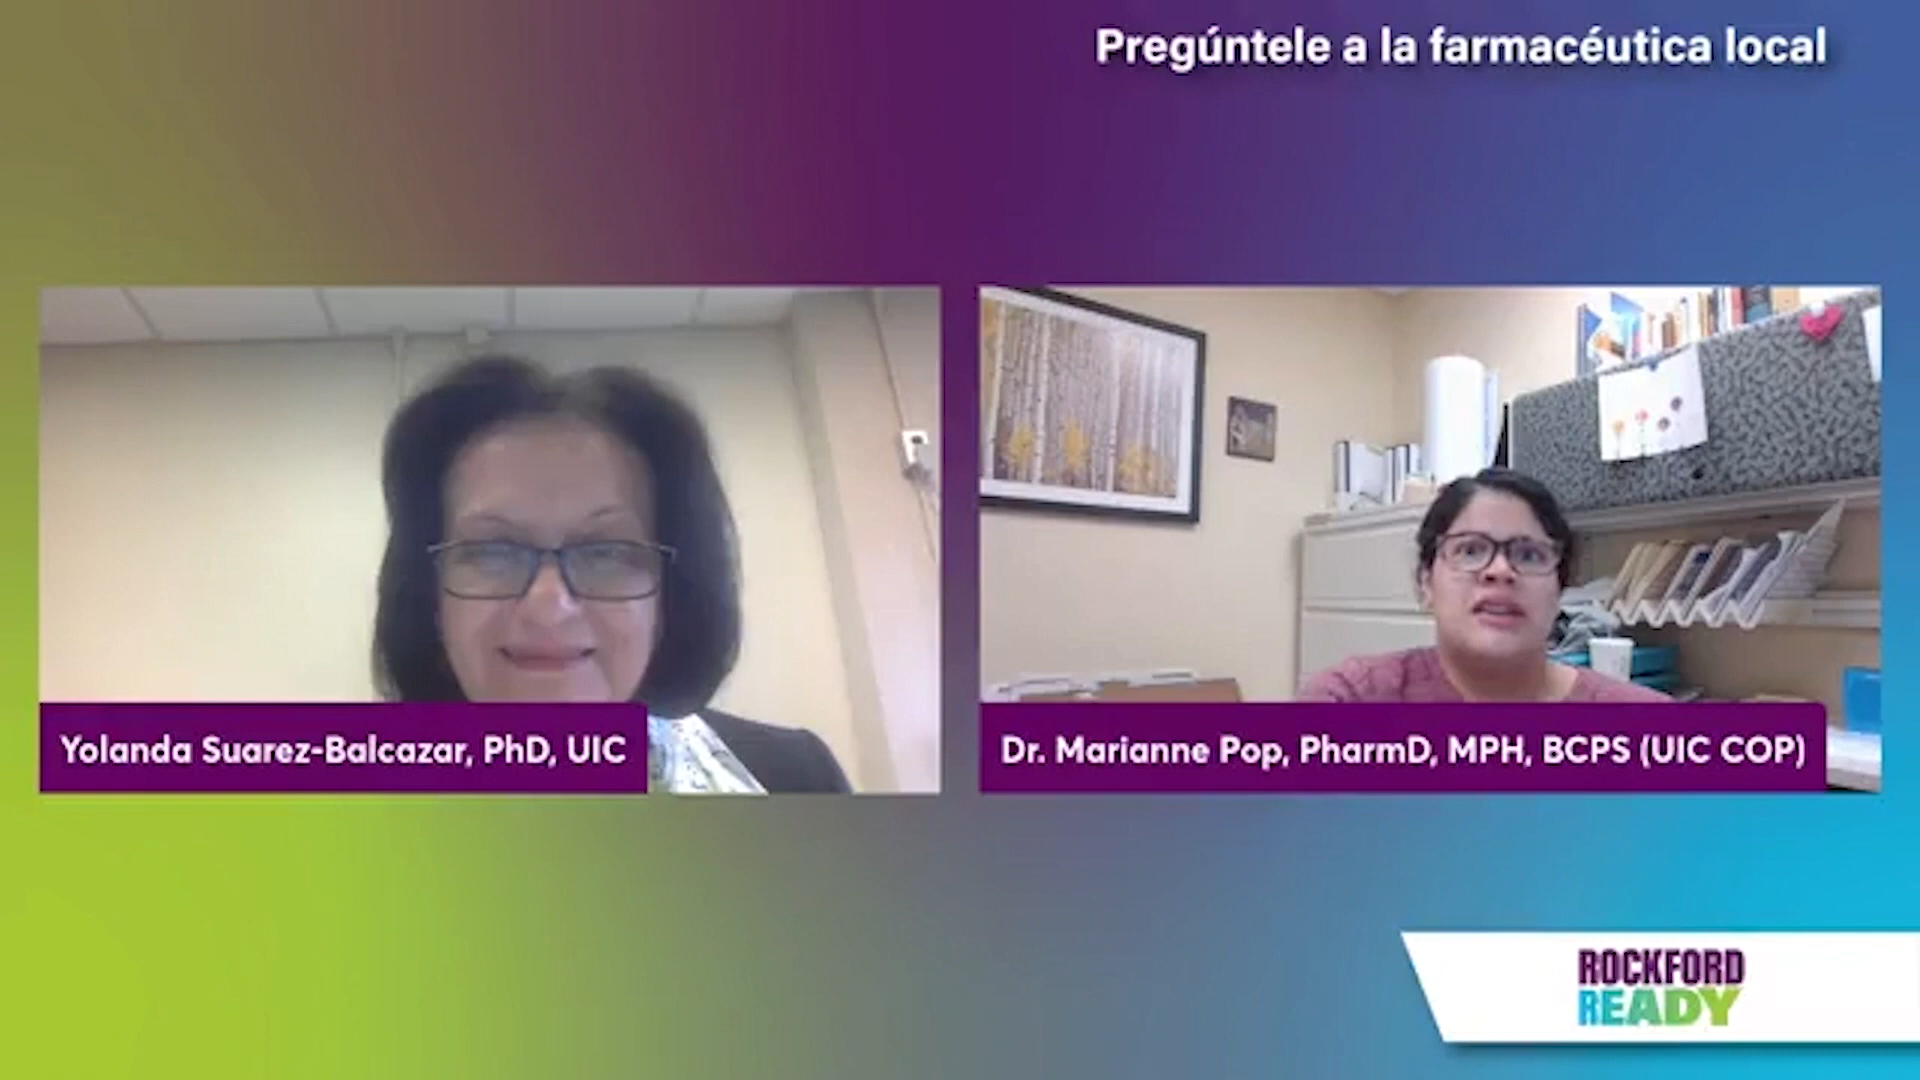 Pregúntele a la farmacéutica local
Yolanda Suarez-Balcazar, PhD, UIC
Dr. Marianne Pop, PharmD, MPH, BCPS (UIC COP)
ROCKFORD
READY